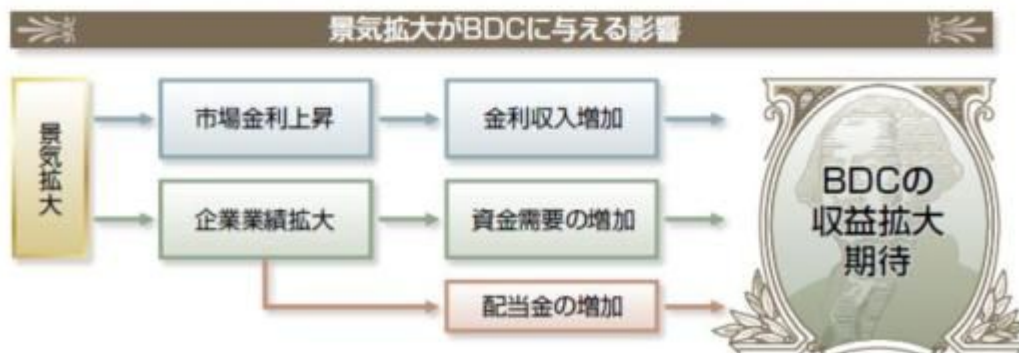 景気拡大がBDCに与える影響
景気拡大
市場金利上昇
金利収入増加
企業業績拡大
資金需要の増加
配当金の増加
BDCの
収益拡大
期待